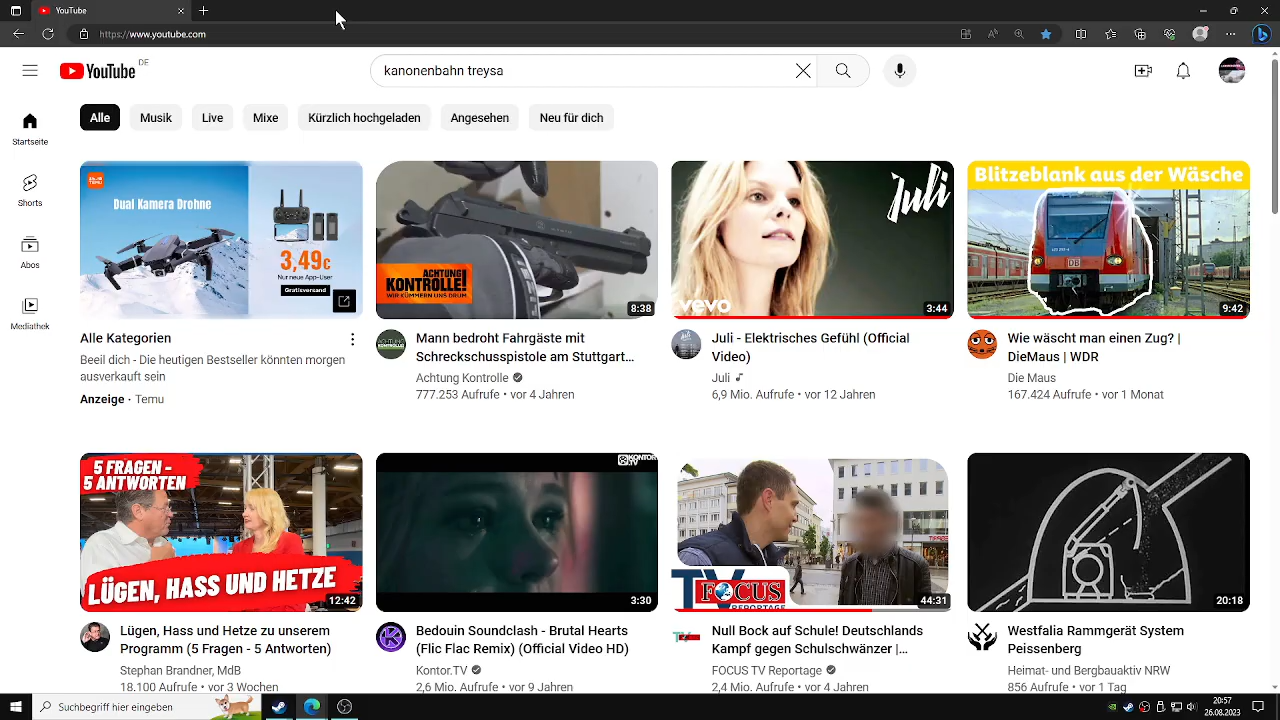 YouTube
https://www.youtube.com
YouTube DE
kanonenbahn treysa
Alle
Musik
Live
Mixe
Kürzlich hochgeladen
Angesehen
Neu für dich
Startseite
Shorts
Abos
Mediathek
TEMU
Dual Kamera Drohne
3,49€
Nur neue App-User
Gratisversand
Alle Kategorien
Beeil dich - Die heutigen Bestseller könnten morgen
ausverkauft sein
Anzeige • Temu
ACHTUNG
KONTROLLE!
WIR KÜMMERN UNS DRUM.
8:38
Mann bedroht Fahrgäste mit
Schreckschusspistole am Stuttgart...
Achtung Kontrolle
777.253 Aufrufe • vor 4 Jahren
Juli
vevo
3:44
Juli - Elektrisches Gefühl (Official
Video)
Juli
6,9 Mio. Aufrufe • vor 12 Jahren
Blitzeblank aus der Wäsche
DB
9:42
Wie wäscht man einen Zug? |
DieMaus | WDR
Die Maus
167.424 Aufrufe • vor 1 Monat
5 FRAGEN -
5 ANTWORTEN
LÜGEN, HASS UND HETZE
12:42
Lügen, Hass und Hetze zu unserem
Programm (5 Fragen - 5 Antworten)
Stephan Brandner, MdB
18.100 Aufrufe • vor 3 Wochen
KONTOR.
TV
3:30
Bedouin Soundclash - Brutal Hearts
(Flic Flac Remix) (Official Video HD)
Kontor.TV
2,6 Mio. Aufrufe • vor 9 Jahren
TV
FOCUS
REPORTAGE
44:31
Null Bock auf Schule! Deutschlands
Kampf gegen Schulschwänzer |...
FOCUS TV Reportage
2,4 Mio. Aufrufe • vor 4 Jahren
20:18
Westfalia Rammgerät System
Peissenberg
Heimat- und Bergbauaktiv NRW
856 Aufrufe • vor 1 Tag
Suchbegriff hier eingeben
20:57
26.08.2023